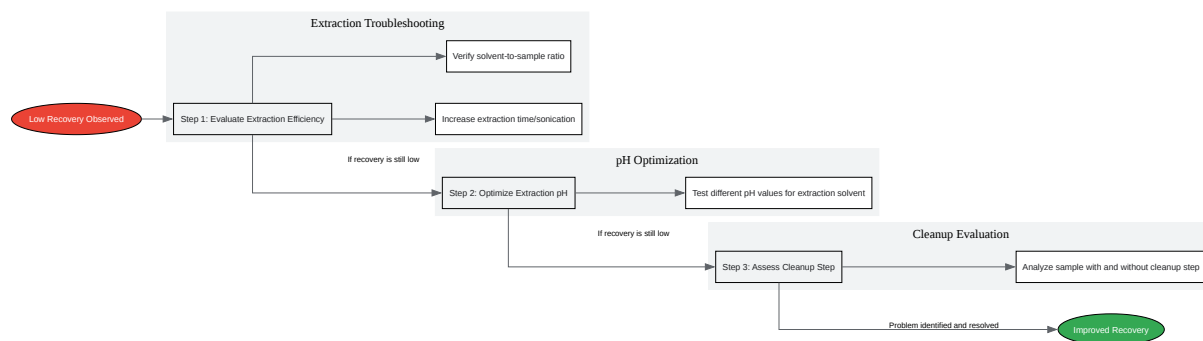 Extraction Troubleshooting
Verify solvent-to-sample ratio
Low Recovery Observed
Step 1: Evaluate Extraction Efficiency
Increase extraction time/sonication
If recovery is still low
pH Optimization
Step 2: Optimize Extraction pH
Test different pH values for extraction solvent
If recovery is still low
Cleanup Evaluation
Step 3: Assess Cleanup Step
Analyze sample with and without cleanup step
Problem identified and resolved
Improved Recovery